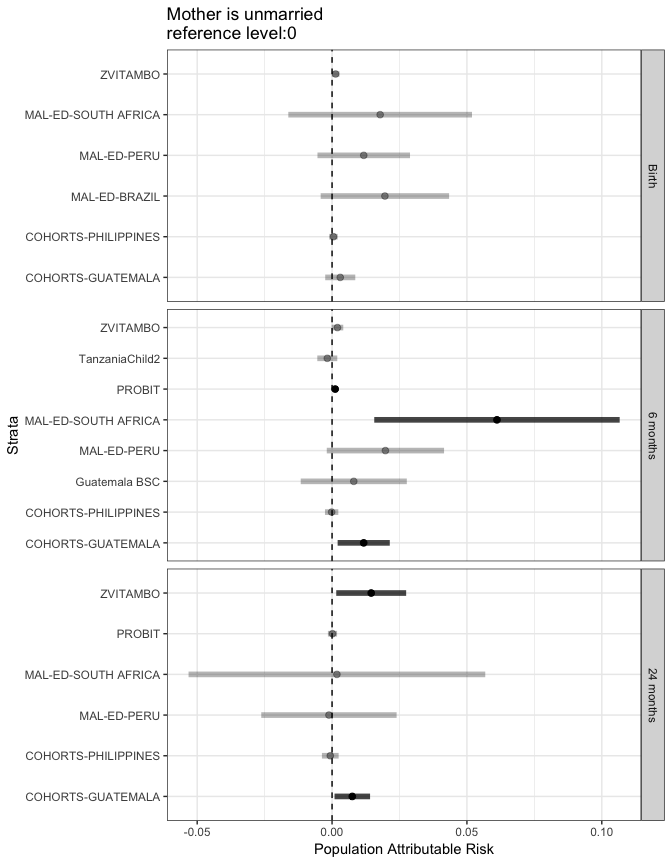 Mother is unmarried
reference level:0
ZVITAMBO
MAL-ED-SOUTH AFRICA
MAL-ED-PERU
MAL-ED-BRAZIL
COHORTS-PHILIPPINES
COHORTS-GUATEMALA
Birth
ZVITAMBO
TanzaniaChild2
PROBIT
MAL-ED-SOUTH AFRICA
MAL-ED-PERU
Guatemala BSC
COHORTS-PHILIPPINES
COHORTS-GUATEMALA
6 months
Strata
ZVITAMBO
PROBIT
MAL-ED-SOUTH AFRICA
MAL-ED-PERU
COHORTS-PHILIPPINES
COHORTS-GUATEMALA
24 months
-0.05 0.00 0.05 0.10
Population Attributable Risk